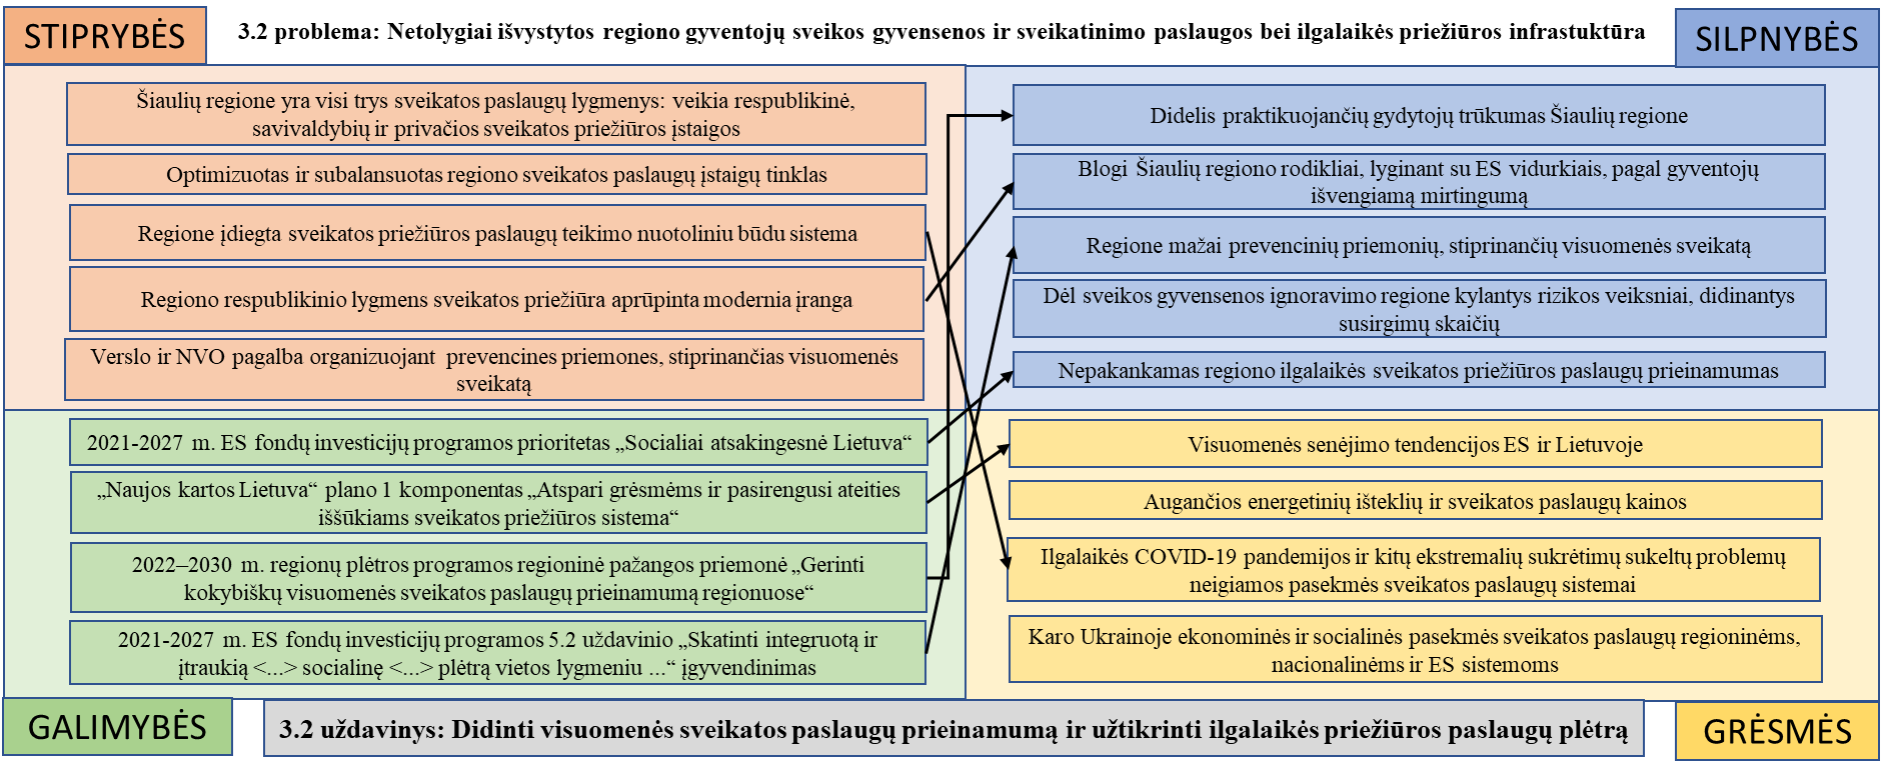 STIPRYBĖS
3.2 problema: Netolygiai išvystytos regiono gyventojų sveikos gyvensenos ir sveikatinimo paslaugos bei ilgalaikės priežiūros infrastuktūra
SILPNYBĖS
Šiaulių regione yra visi trys sveikatos paslaugų lygmenys: veikia respublikinė,
savivaldybių ir privačios sveikatos priežiūros įstaigos
Optimizuotas ir subalansuotas regiono sveikatos paslaugų įstaigų tinklas
Regione įdiegta sveikatos priežiūros paslaugų teikimo nuotoliniu būdu sistema
Regiono respublikinio lygmens sveikatos priežiūra aprūpinta modernia įranga
Verslo ir NVO pagalba organizuojant prevencines priemones, stiprinančias visuomenės
sveikatą
Didelis praktikuojančių gydytojų trūkumas Šiaulių regione
Blogi Šiaulių regiono rodikliai, lyginant su ES vidurkiais, pagal gyventojų
išvengiamą mirtingumą
Regione mažai prevencinių priemonių, stiprinančių visuomenės sveikatą
Dėl sveikos gyvensenos ignoravimo regione kylantys rizikos veiksniai, didinantys
susirgimų skaičių
Nepakankamas regiono ilgalaikės sveikatos priežiūros paslaugų prieinamumas
2021-2027 m. ES fondų investicijų programos prioritetas „Socialiai atsakingesnė Lietuva“
„Naujos kartos Lietuva“ plano 1 komponentas „Atspari grėsmėms ir pasirengusi ateities
iššūkiams sveikatos priežiūros sistema“
2022–2030 m. regionų plėtros programos regioninė pažangos priemonė „Gerinti
kokybiškų visuomenės sveikatos paslaugų prieinamumą regionuose“
2021-2027 m. ES fondų investicijų programos 5.2 uždavinio „Skatinti integruotą ir
įtraukią <...> socialinę <...> plėtrą vietos lygmeniu ...“ įgyvendinimas
Visuomenės senėjimo tendencijos ES ir Lietuvoje
Augančios energetinių išteklių ir sveikatos paslaugų kainos
Ilgalaikės COVID-19 pandemijos ir kitų ekstremalių sukrėtimų sukeltų problemų
neigiamos pasekmės sveikatos paslaugų sistemai
Karo Ukrainoje ekonominės ir socialinės pasekmės sveikatos paslaugų regioninėms,
nacionalinėms ir ES sistemoms
GALIMYBĖS
3.2 uždavinys: Didinti visuomenės sveikatos paslaugų prieinamumą ir užtikrinti ilgalaikės priežiūros paslaugų plėtrą
GRĖSMĖS